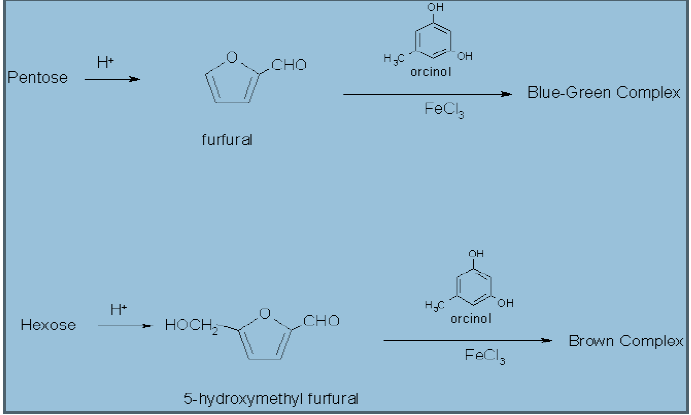 OH
H⁺
O
CHO
H₃C
OH
Pentose
orcinol
Blue-Green Complex
FeCl₃
furfural
OH
H⁺
O
CHO
H₃C
OH
Hexose
HOCH₂
orcinol
Brown Complex
FeCl₃
5-hydroxymethyl furfural